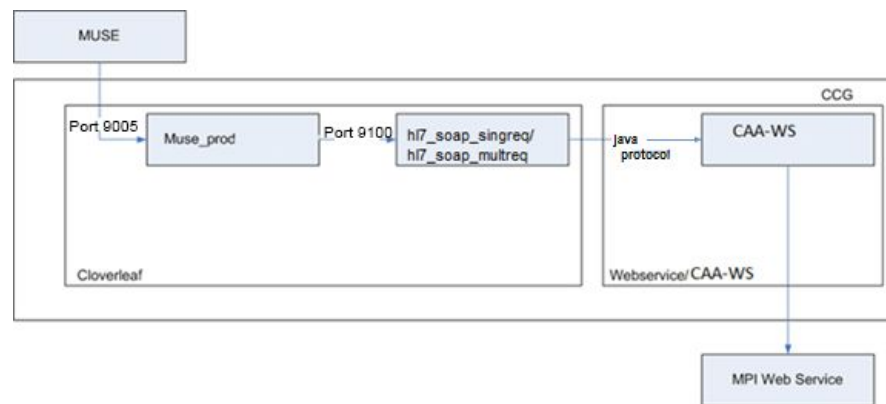 MUSE
CCG
Port 9005
Muse_prod
Port 9100
hl7_soap_singreq/
hl7_soap_multreq
java
protocol
CAA-WS
Cloverleaf
Webservice/CAA-WS
MPI Web Service